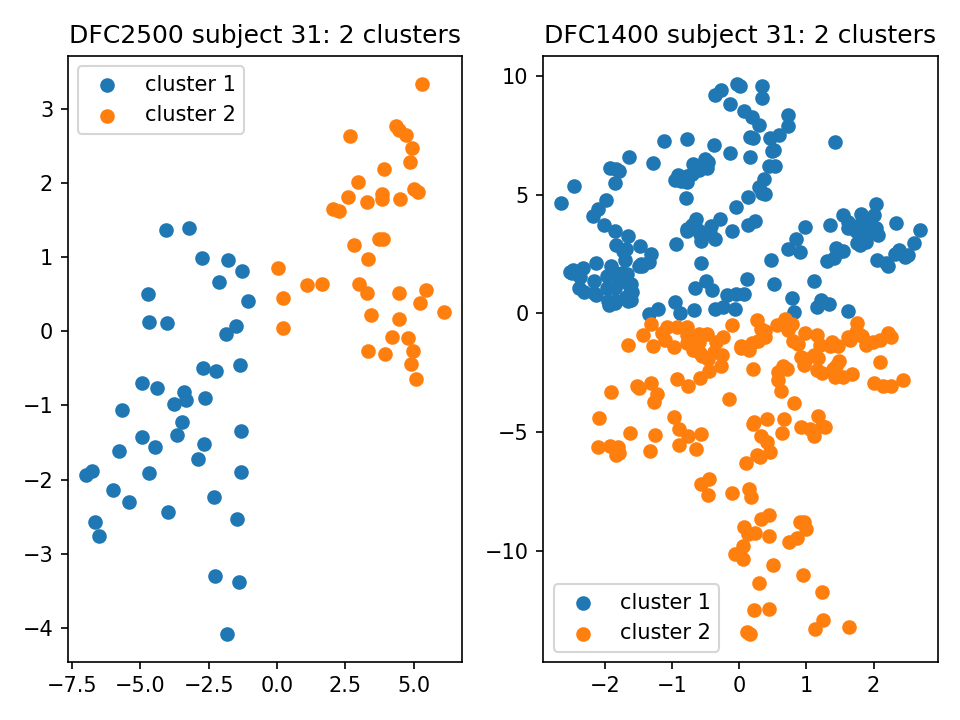 DFC2500 subject 31: 2 clusters
cluster 1
cluster 2
3
2
1
0
−1
−2
−3
−4
−7.5 −5.0 −2.5 0.0 2.5 5.0
DFC1400 subject 31: 2 clusters
10
5
0
−5
−10
cluster 1
cluster 2
−2 −1 0 1 2